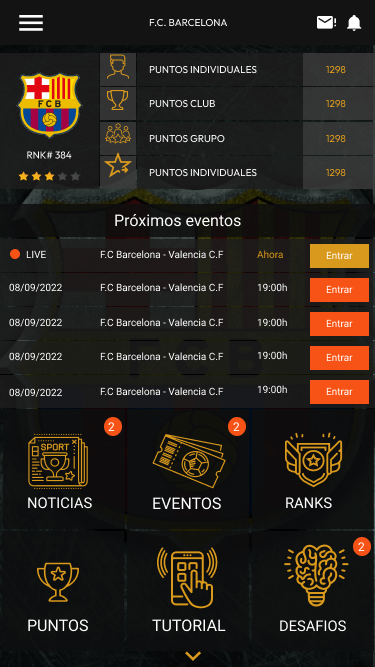 F.C. BARCELONA
!
FCB
RNK# 384
PUNTOS INDIVIDUALES 1298
PUNTOS CLUB 1298
PUNTOS GRUPO 1298
PUNTOS INDIVIDUALES 1298
Próximos eventos
LIVE F.C Barcelona - Valencia C.F Ahora Entrar
08/09/2022 F.C Barcelona - Valencia C.F 19:00h Entrar
08/09/2022 F.C Barcelona - Valencia C.F 19:00h Entrar
08/09/2022 F.C Barcelona - Valencia C.F 19:00h Entrar
08/09/2022 F.C Barcelona - Valencia C.F 19:00h Entrar
2 2
SPORT
NOTICIAS EVENTOS RANKS
2
PUNTOS TUTORIAL DESAFIOS